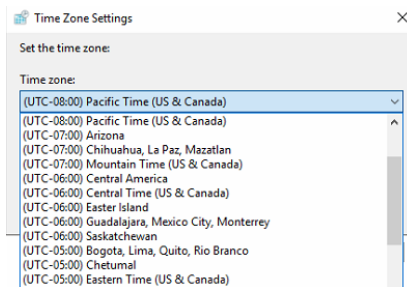 Time Zone Settings
Set the time zone:
Time zone:
(UTC-08:00) Pacific Time (US & Canada)
(UTC-08:00) Pacific Time (US & Canada)
(UTC-07:00) Arizona
(UTC-07:00) Chihuahua, La Paz, Mazatlan
(UTC-07:00) Mountain Time (US & Canada)
(UTC-06:00) Central America
(UTC-06:00) Central Time (US & Canada)
(UTC-06:00) Easter Island
(UTC-06:00) Guadalajara, Mexico City, Monterrey
(UTC-06:00) Saskatchewan
(UTC-05:00) Bogota, Lima, Quito, Rio Branco
(UTC-05:00) Chetumal
(UTC-05:00) Eastern Time (US & Canada)